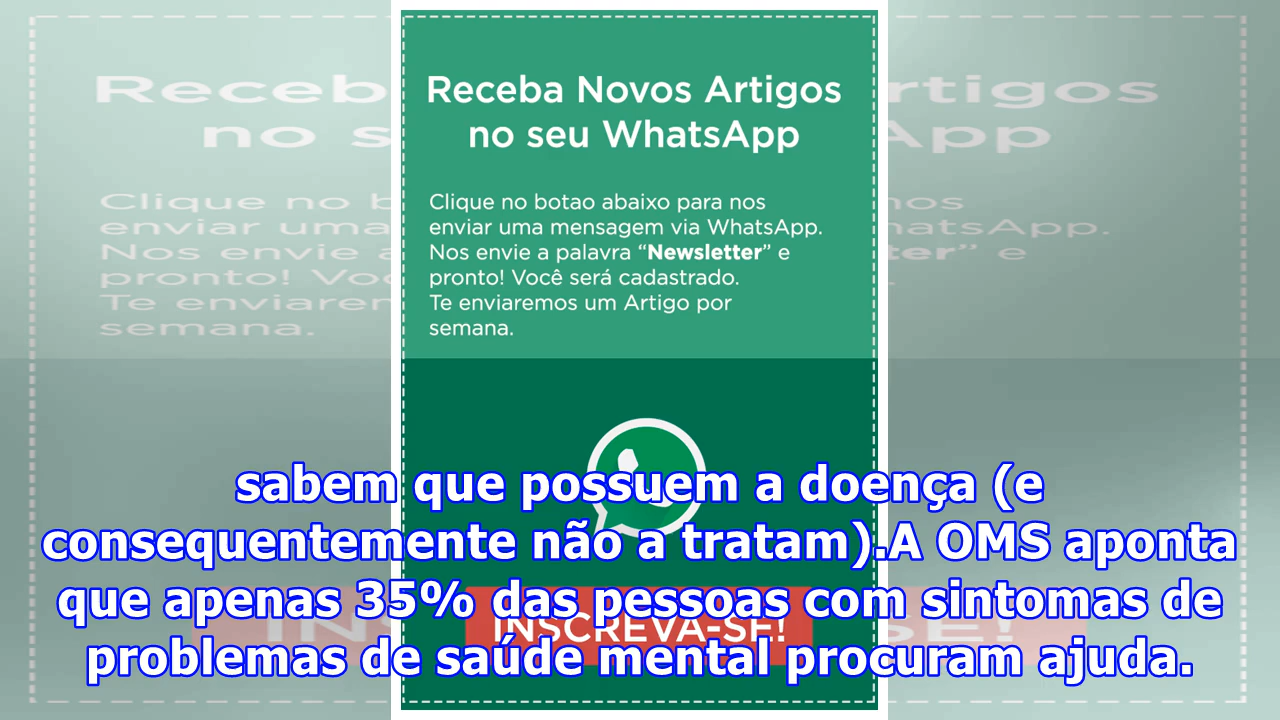 Receba Novos Artigos
no seu WhatsApp
Clique no botao abaixo para nos
enviar uma mensagem via WhatsApp.
Nos envie a palavra “Newsletter” e
pronto! Você será cadastrado.
Te enviaremos um Artigo por
semana.
INSCREVA-SE!
sabem que possuem a doença (e
consequentemente não a tratam).A OMS aponta
que apenas 35% das pessoas com sintomas de
problemas de saúde mental procuram ajuda.